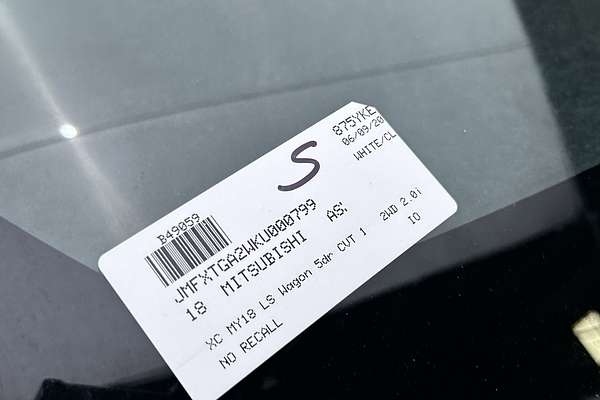 S
875YKE
06/09/20
WHITE/CL
B49059
JMFXTGA2WKU000799
18 MITSUBISHI AS:
XC MY18 LS Wagon 5dr CVT 1 2WD 2.0i
NO RECALL IO